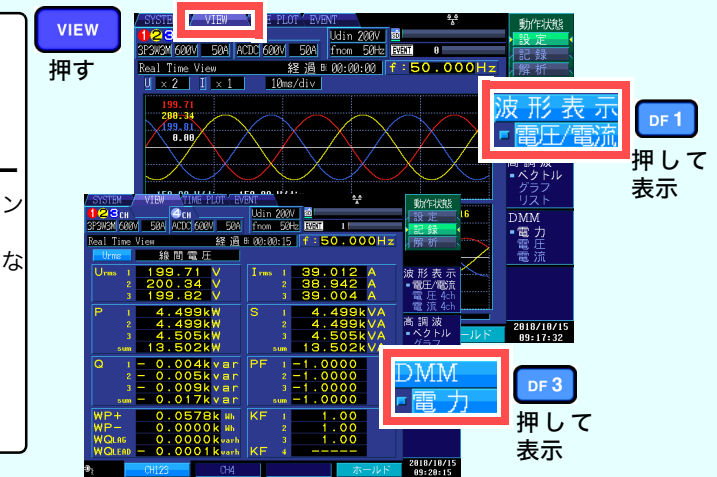 VIEW
押す
ン
な
SYSTEM VIEW TIME PLOT EVENT
123
Udin 200V
3P3W3M 600V 50A ACDC 600V 50A fnom 50Hz EVENT 0
Real Time View 経過 00:00:00 f:50.000Hz
U ×2 I ×1 10ms/div
199.71
200.34
199.81
0.00
動作状態
設定
記録
解析
波形表示
電圧/電流
DF 1
押して
表示
高調波
ベクトル
グラフ
リスト
DMM
電力
電圧
電流
ホールド
2018/10/15
09:17:32
SYSTEM VIEW TIME PLOT EVENT
123CH 4CH Udin 200V
3P3W3M 600V 50A ACDC 600V 50A fnom 50Hz EVENT 1
Real Time View 経過 00:00:15 f:50.000Hz
Urms 線間電圧
Urms 1 199.71 V Irms 1 39.012 A
2 200.34 V 2 38.942 A
3 199.82 V 3 39.004 A
P 1 4.499kW S 1 4.499kVA
2 4.499kW 2 4.499kVA
3 4.505kW 3 4.505kVA
sum 13.502kW sum 13.502kVA
Q 1 - 0.004kvar PF 1 -1.0000
2 - 0.005kvar 2 -1.0000
3 - 0.009kvar 3 -1.0000
sum - 0.017kvar sum -1.0000
WP+ 0.0578k Wh KF 1 1.00
WP- 0.0000k Wh 2 1.00
WQLAG 0.0000k varh 3 1.00
WQLEAD - 0.0001k varh KF 4 -----
CH123 CH4 ホールド
動作状態
設定
記録
解析
波形表示
電圧/電流
電圧 4ch
電流 4ch
高調波
ベクトル
グラフ
2018/10/15
09:20:15
DMM
電力
DF 3
押して
表示